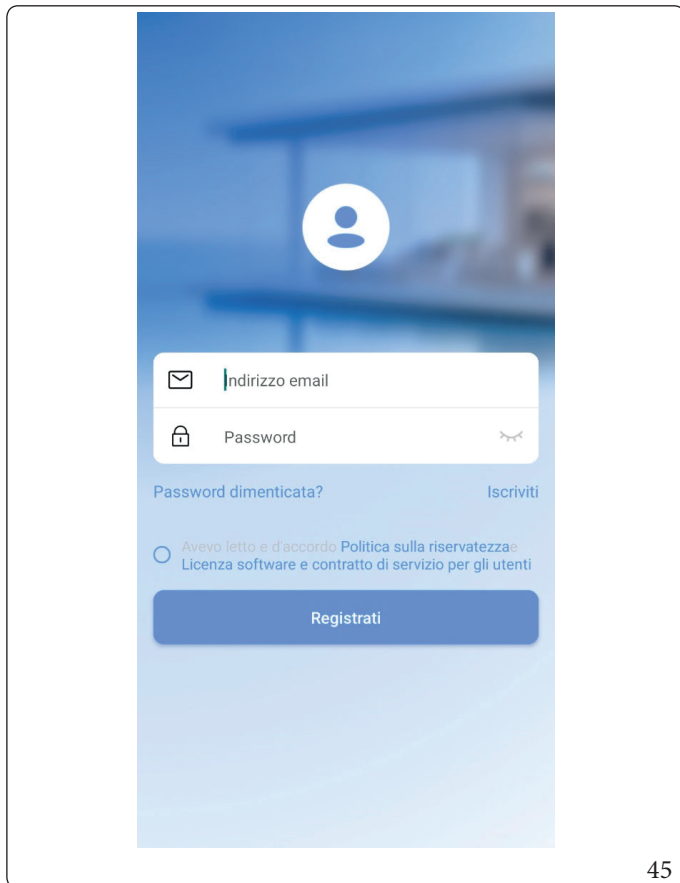 Indirizzo email
Password
Password dimenticata? Iscriviti
Avevo letto e d'accordo Politica sulla riservatezzae
Licenza software e contratto di servizio per gli utenti
Registrati
45